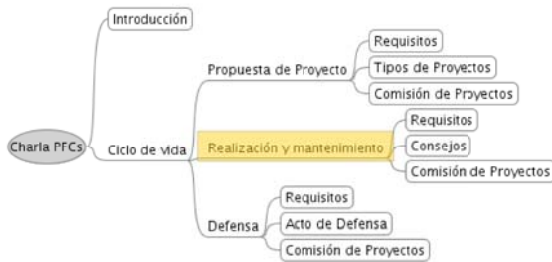 Introducción
Requisitos
Propuesta de Proyecto
Tipos de Proyectos
Comisión de Proyectos
Charla PFCs
Ciclo de vida
Realización y mantenimiento
Requisitos
Consejos
Comisión de Proyectos
Defensa
Requisitos
Acto de Defensa
Comisión de Proyectos